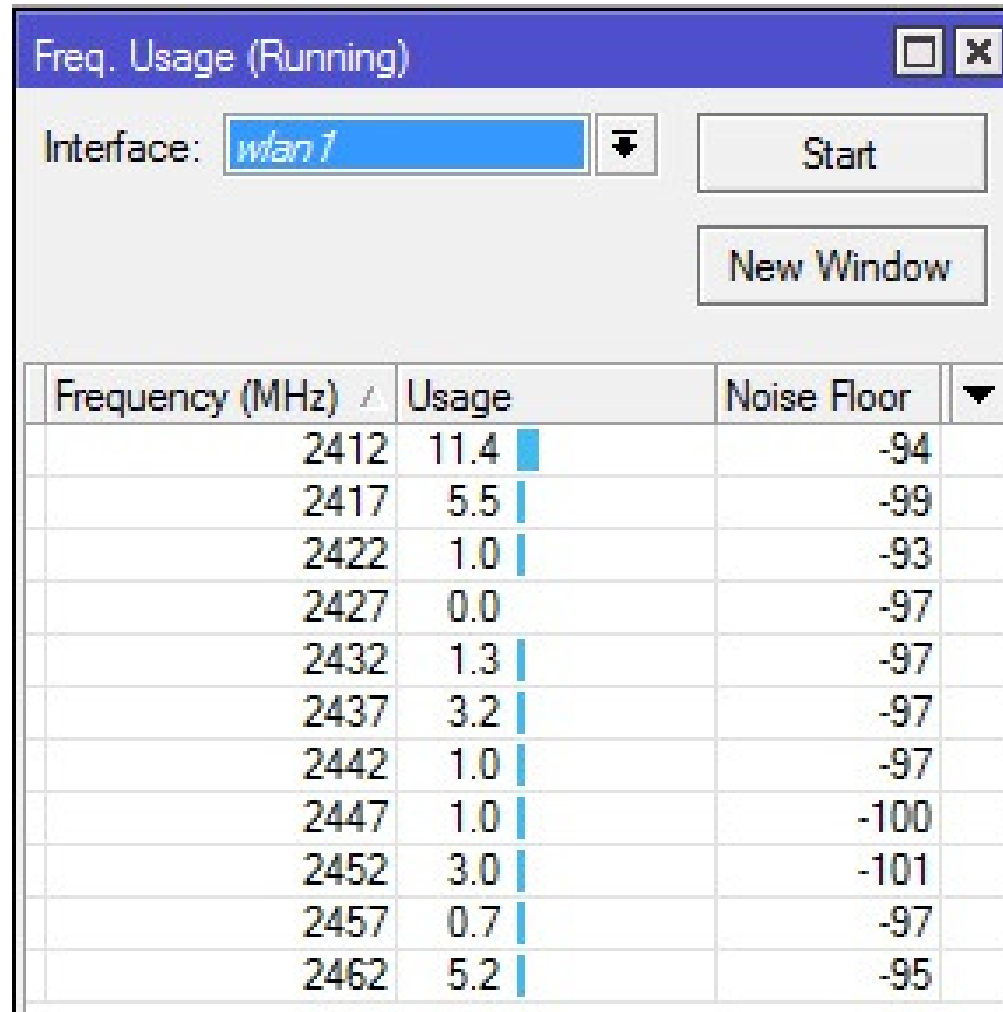 Freq. Usage (Running)
Interface: wlan1 Start
New Window
Frequency (MHz) Usage Noise Floor
2412 11.4 -94
2417 5.5 -99
2422 1.0 -93
2427 0.0 -97
2432 1.3 -97
2437 3.2 -97
2442 1.0 -97
2447 1.0 -100
2452 3.0 -101
2457 0.7 -97
2462 5.2 -95